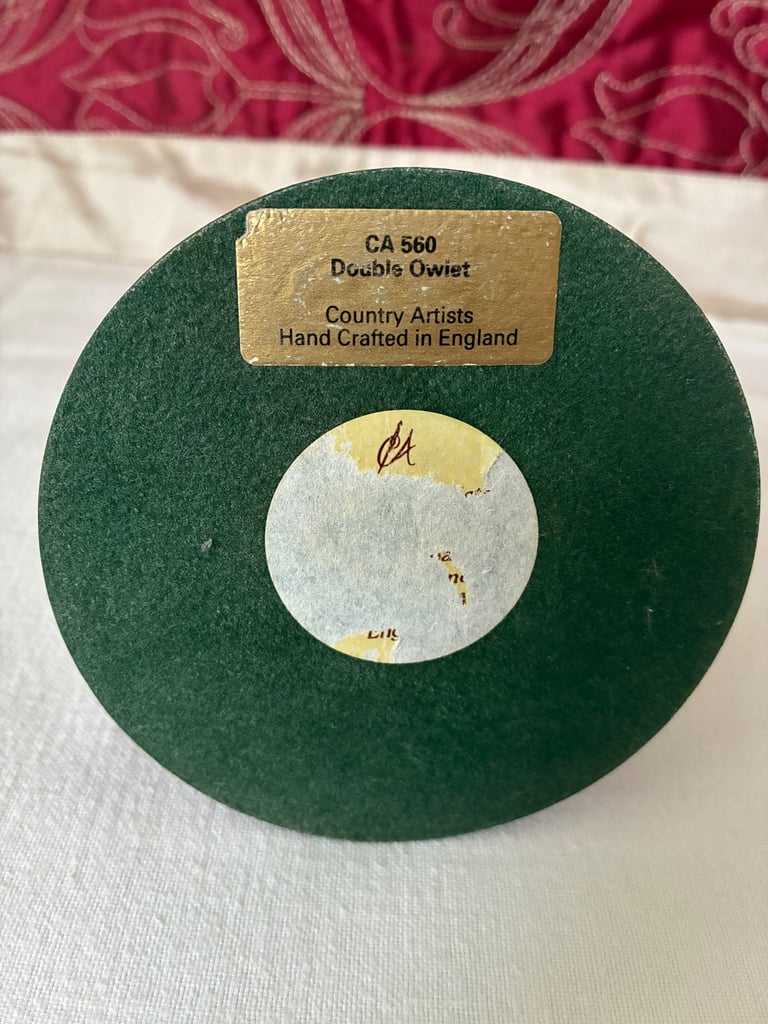 CA 560
Double Owlet
Country Artists
Hand Crafted in England
CA